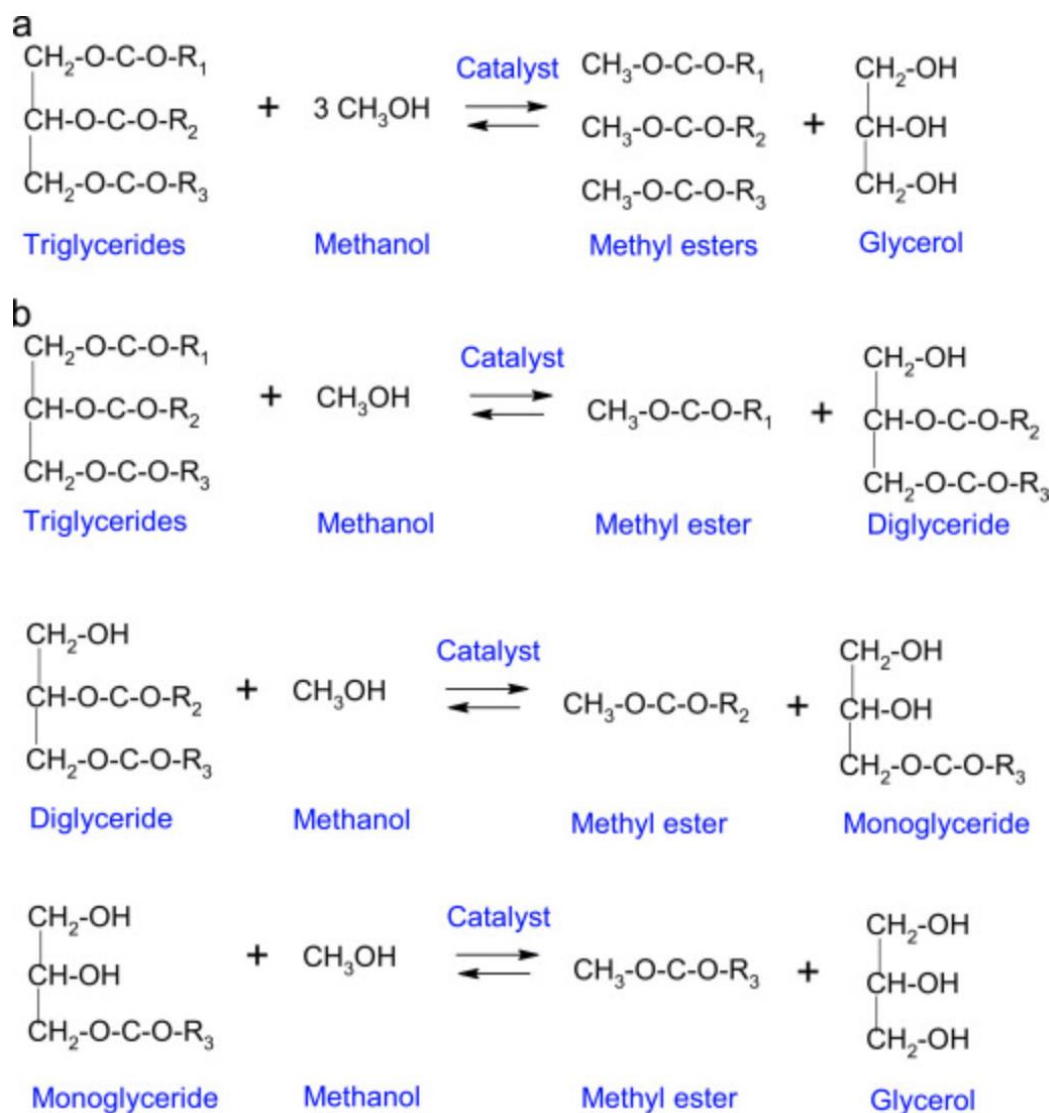 a
CH₂-O-C-O-R₁
CH-O-C-O-R₂ + 3 CH₃OH Catalyst CH₃-O-C-O-R₁ CH₂-OH
CH₂-O-C-O-R₃ CH₃-O-C-O-R₂ + CH-OH
CH₃-O-C-O-R₃ CH₂-OH
Triglycerides Methanol Methyl esters Glycerol
b
CH₂-O-C-O-R₁ Catalyst CH₂-OH
CH-O-C-O-R₂ + CH₃OH CH₃-O-C-O-R₁ + CH-O-C-O-R₂
CH₂-O-C-O-R₃ CH₂-O-C-O-R₃
Triglycerides Methanol Methyl ester Diglyceride
CH₂-OH Catalyst CH₂-OH
CH-O-C-O-R₂ + CH₃OH CH₃-O-C-O-R₂ + CH-OH
CH₂-O-C-O-R₃ CH₂-O-C-O-R₃
Diglyceride Methanol Methyl ester Monoglyceride
CH₂-OH Catalyst CH₂-OH
CH-OH + CH₃OH CH₃-O-C-O-R₃ + CH-OH
CH₂-O-C-O-R₃ CH₂-OH
Monoglyceride Methanol Methyl ester Glycerol